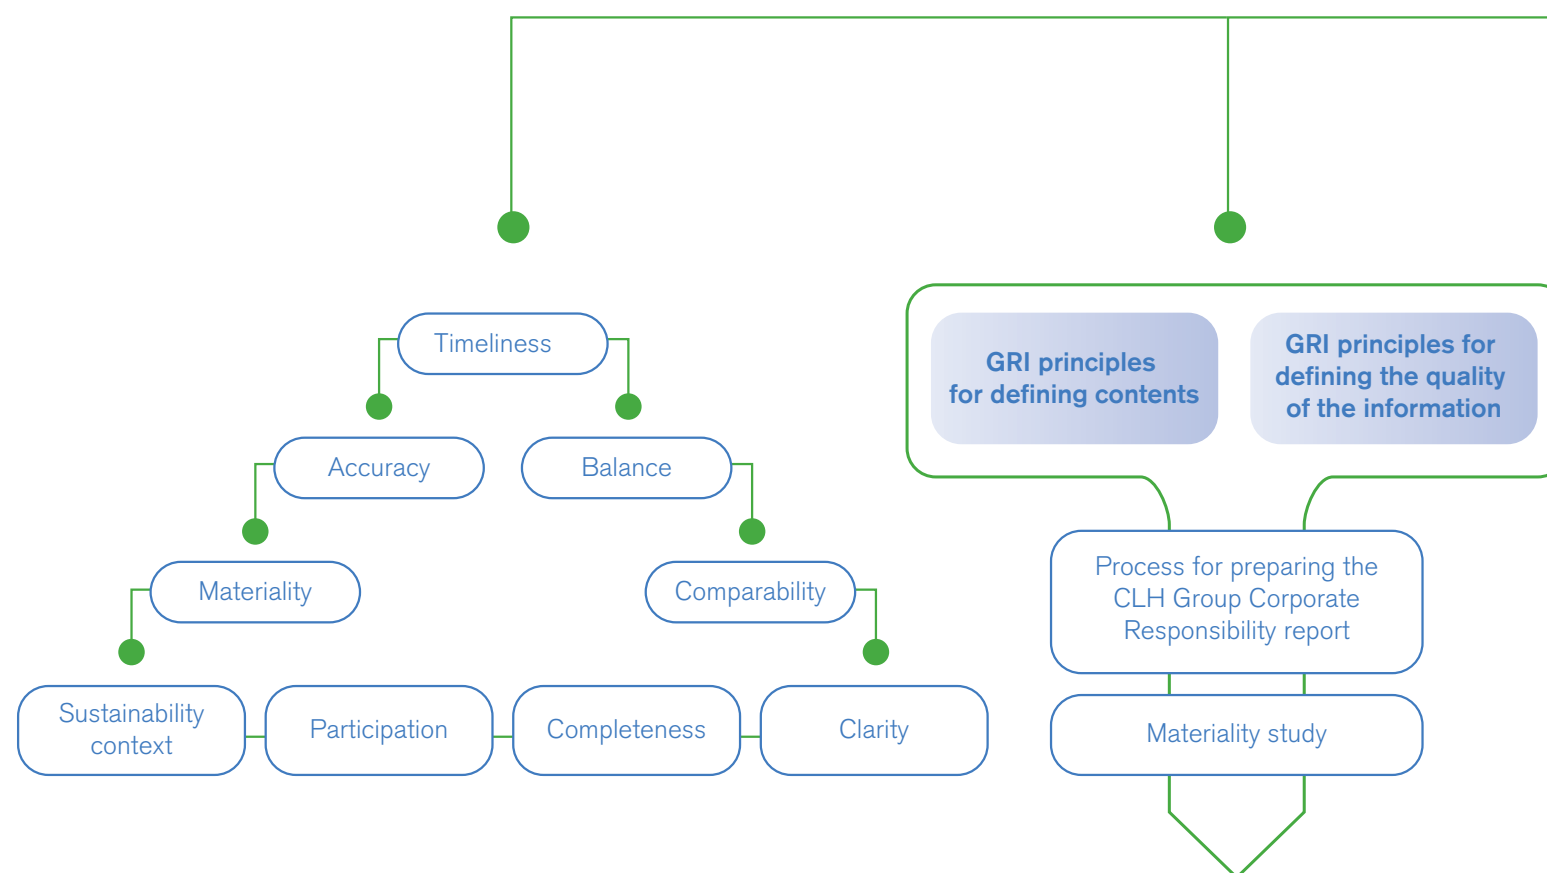 Timeliness
Accuracy
Balance
Materiality
Comparability
Sustainability
context
Participation
Completeness
Clarity
GRI principles
for defining contents
GRI principles for
defining the quality
of the information
Process for preparing the
CLH Group Corporate
Responsibility report
Materiality study